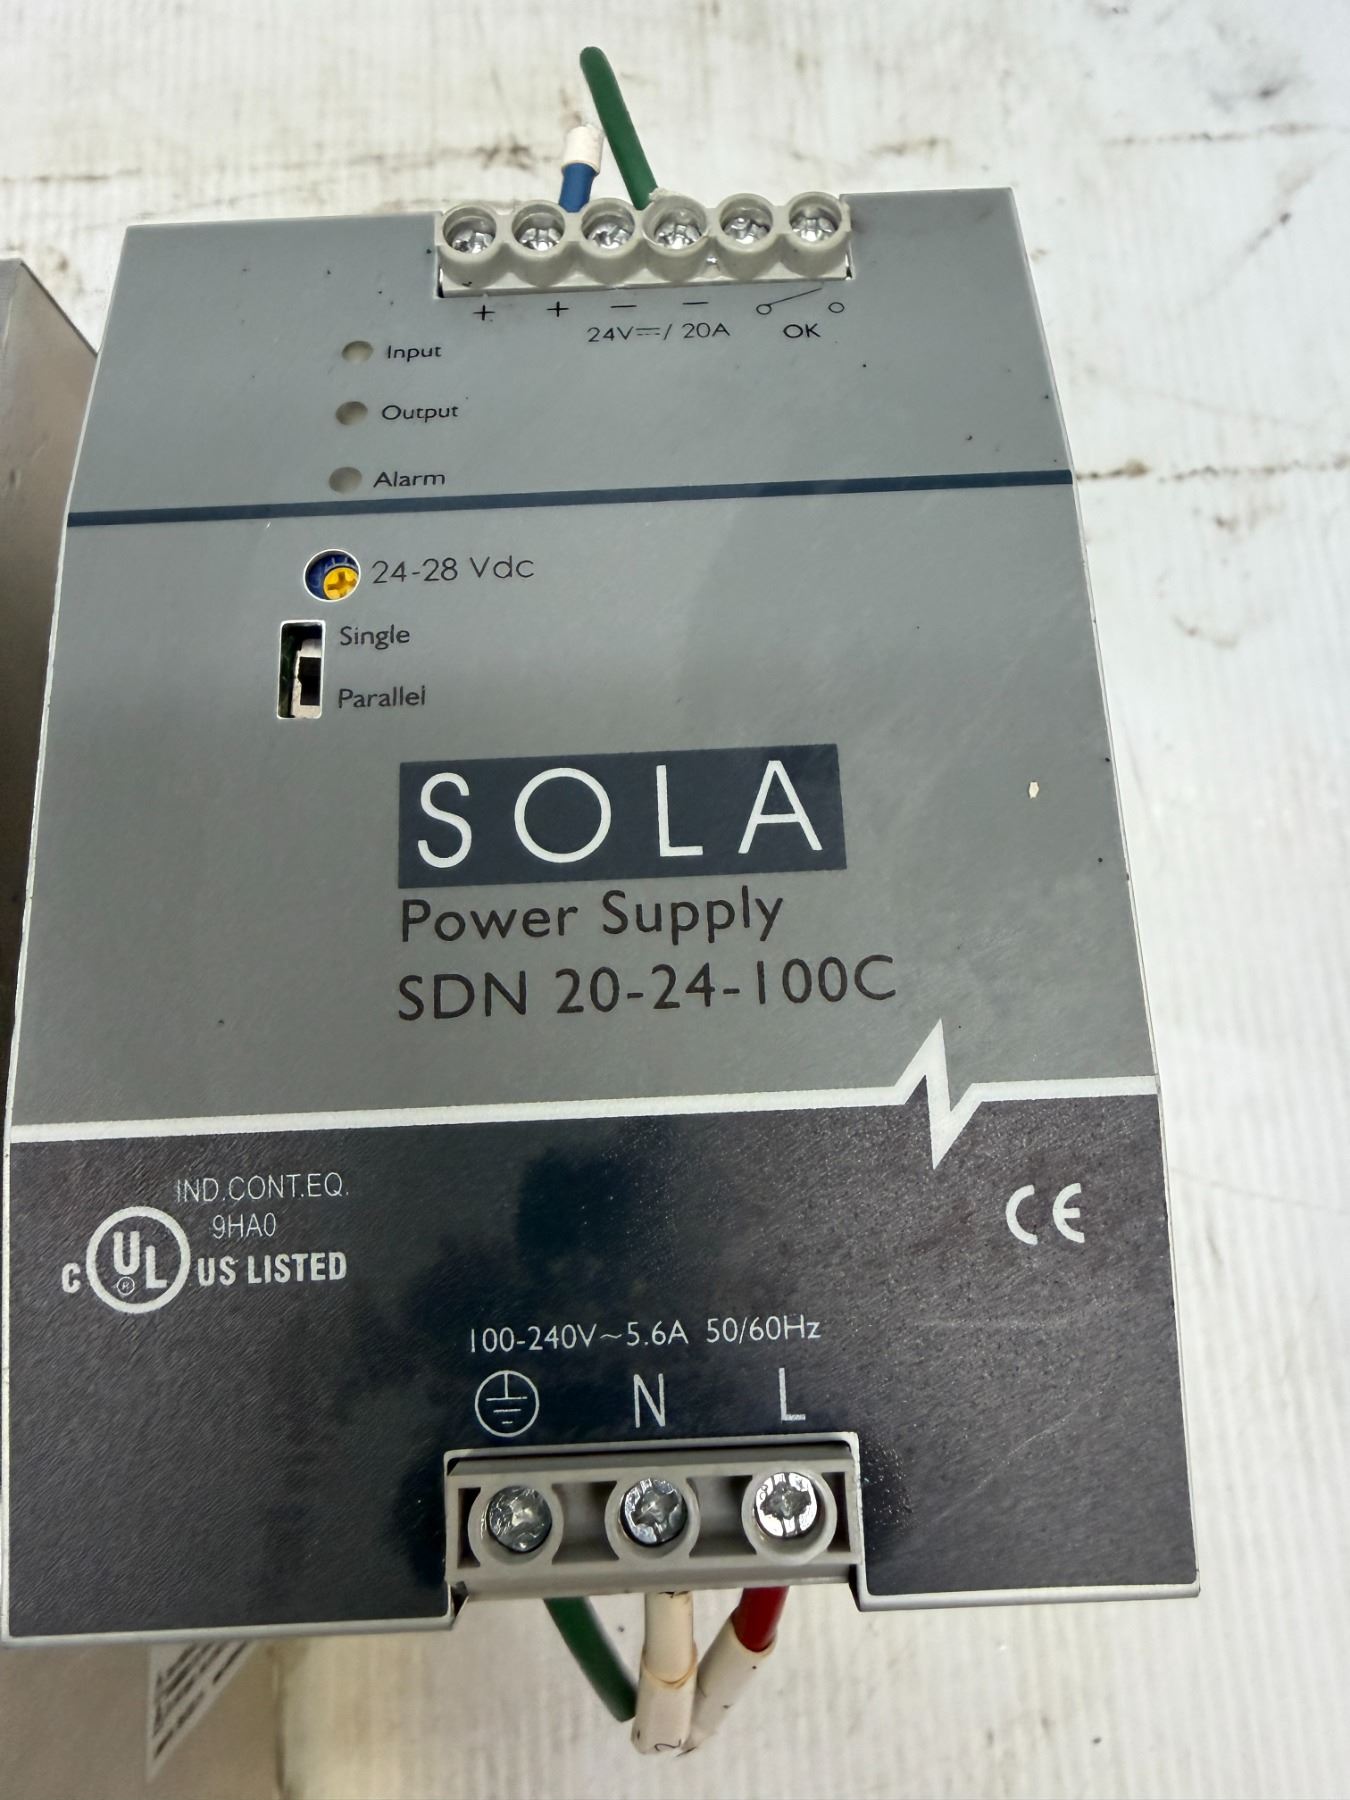 + + — —
24V⎓/ 20A OK
Input
Output
Alarm
24-28 Vdc
Single
Parallel
SOLA
Power Supply
SDN 20-24-100C
IND.CONT.EQ.
9HA0
C UL ® US LISTED
CE
100-240V~5.6A 50/60Hz
N L
2